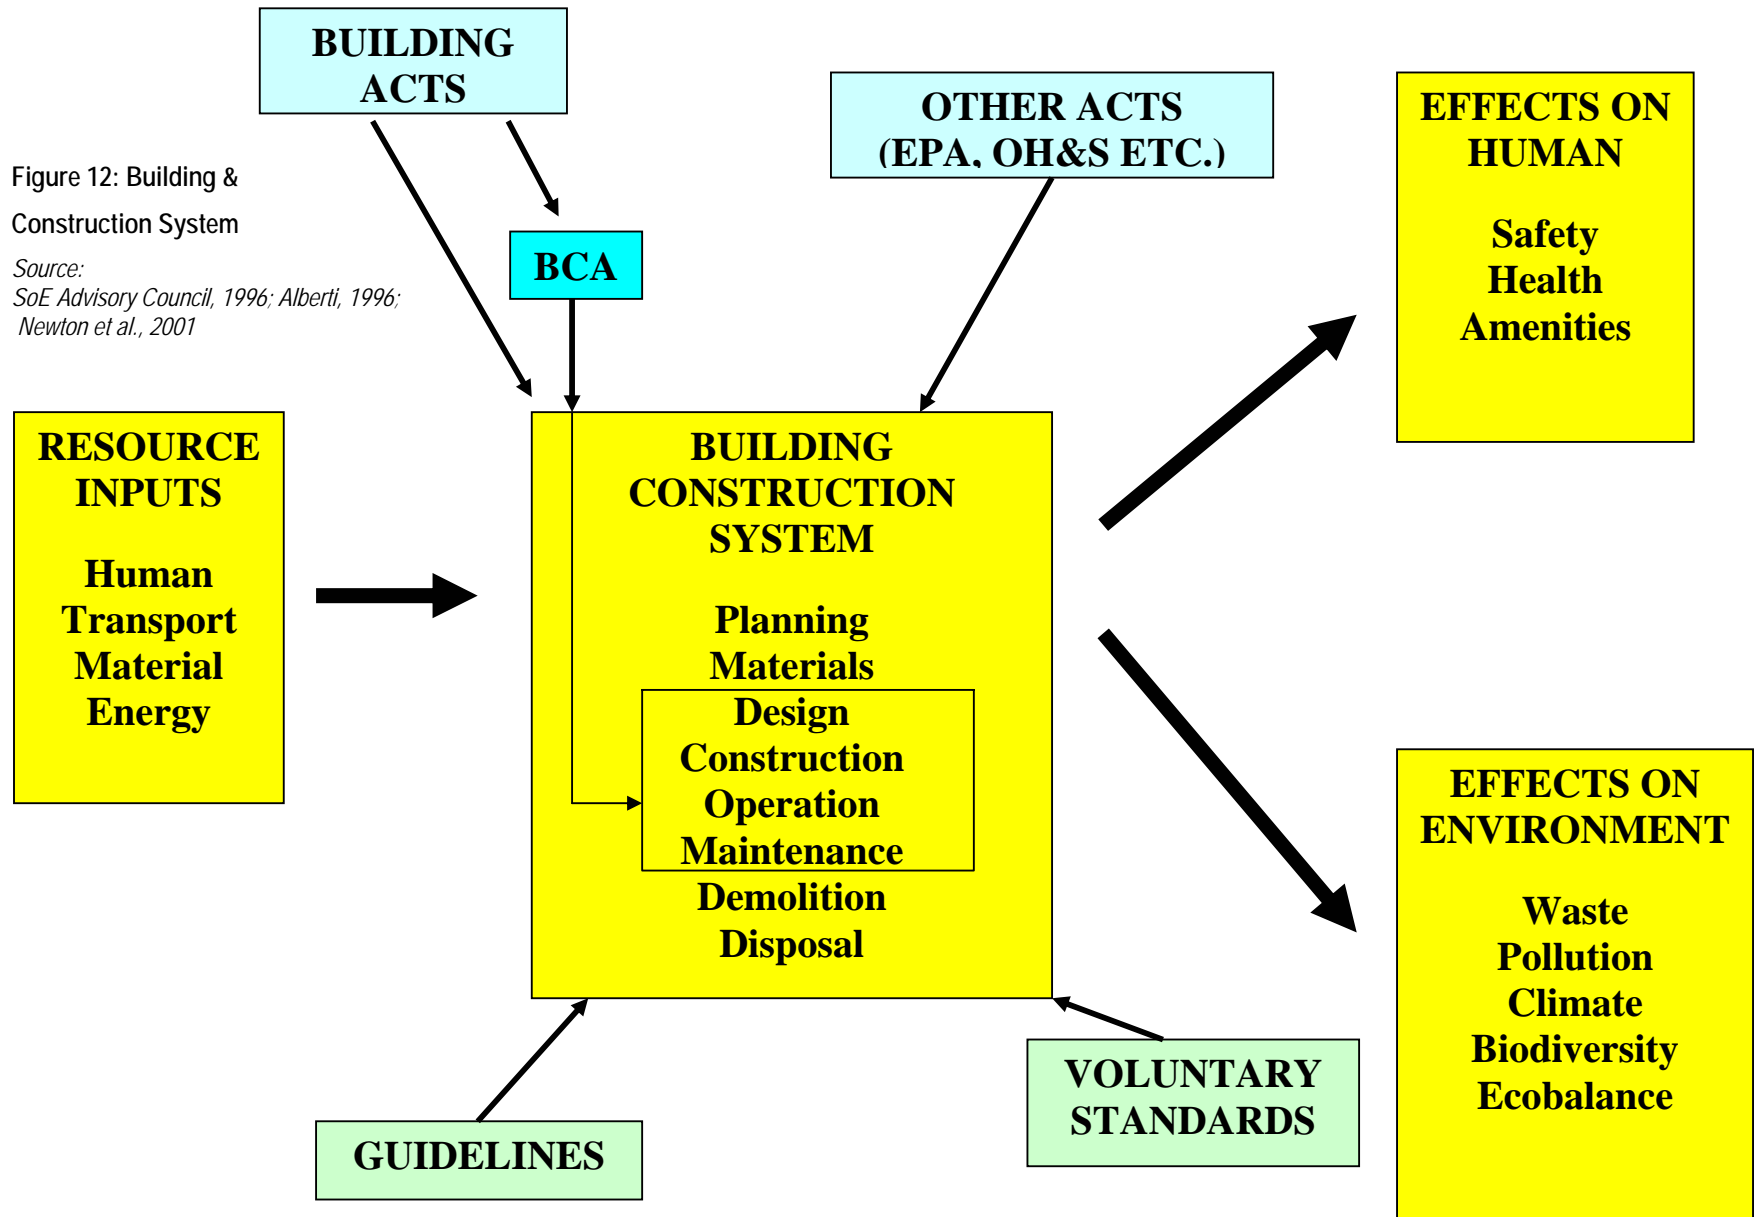 BUILDING
ACTS
OTHER ACTS
(EPA, OH&S ETC.)
EFFECTS ON
HUMAN
Safety
Health
Amenities
Figure 12: Building &
Construction System
Source:
SoE Advisory Council, 1996; Alberti, 1996;
Newton et al., 2001
BCA
RESOURCE
INPUTS
Human
Transport
Material
Energy
BUILDING
CONSTRUCTION
SYSTEM
Planning
Materials
Design
Construction
Operation
Maintenance
Demolition
Disposal
EFFECTS ON
ENVIRONMENT
Waste
Pollution
Climate
Biodiversity
Ecobalance
VOLUNTARY
STANDARDS
GUIDELINES